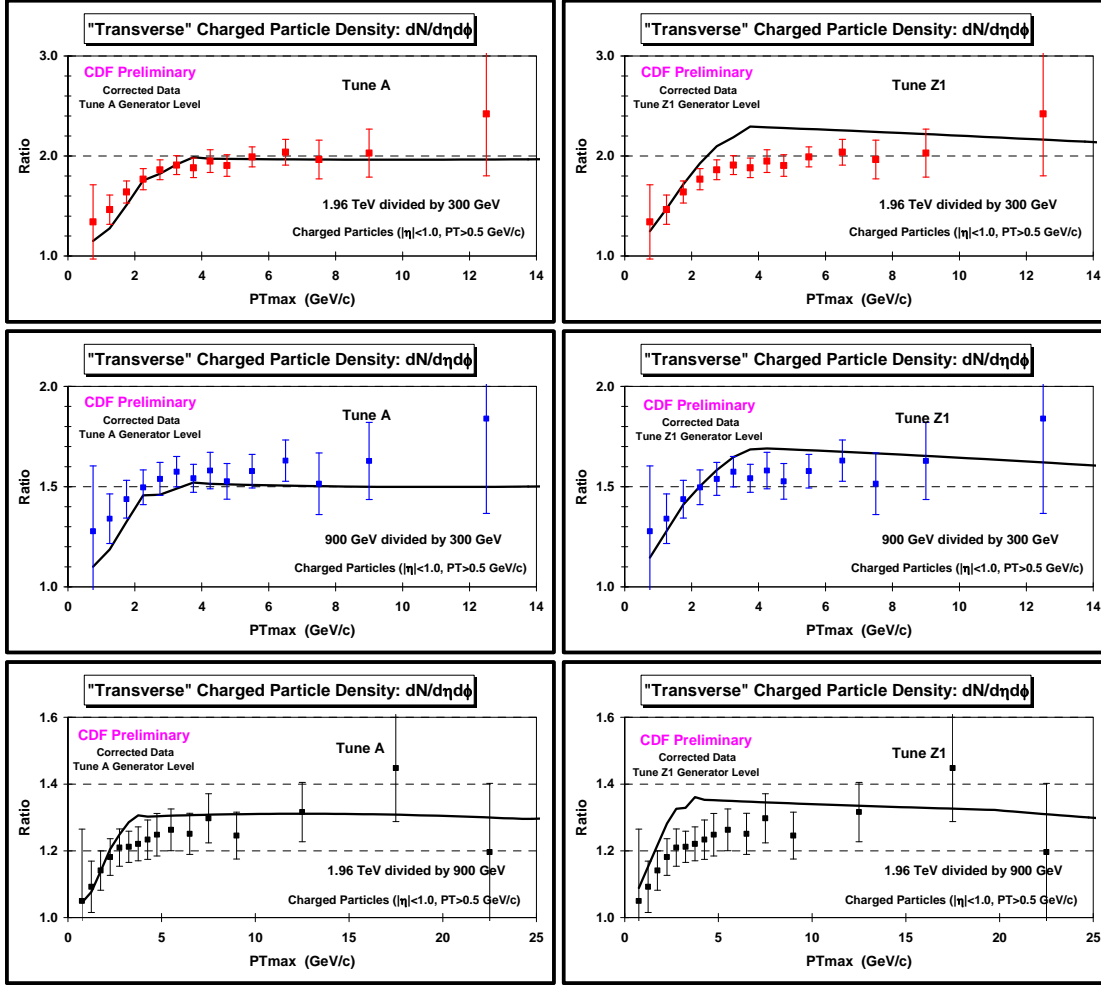 "Transverse" Charged Particle Density: dN/dηdϕ
3.0
2.0
1.0
Ratio
CDF Preliminary
Corrected Data
Tune A Generator Level
Tune A
1.96 TeV divided by 300 GeV
Charged Particles (|η|<1.0, PT>0.5 GeV/c)
0 2 4 6 8 10 12 14
PTmax (GeV/c)
"Transverse" Charged Particle Density: dN/dηdϕ
3.0
2.0
1.0
Ratio
CDF Preliminary
Corrected Data
Tune Z1 Generator Level
Tune Z1
1.96 TeV divided by 300 GeV
Charged Particles (|η|<1.0, PT>0.5 GeV/c)
0 2 4 6 8 10 12 14
PTmax (GeV/c)
"Transverse" Charged Particle Density: dN/dηdϕ
2.0
1.5
1.0
Ratio
CDF Preliminary
Corrected Data
Tune A Generator Level
Tune A
900 GeV divided by 300 GeV
Charged Particles (|η|<1.0, PT>0.5 GeV/c)
0 2 4 6 8 10 12 14
PTmax (GeV/c)
"Transverse" Charged Particle Density: dN/dηdϕ
2.0
1.5
1.0
Ratio
CDF Preliminary
Corrected Data
Tune Z1 Generator Level
Tune Z1
900 GeV divided by 300 GeV
Charged Particles (|η|<1.0, PT>0.5 GeV/c)
0 2 4 6 8 10 12 14
PTmax (GeV/c)
"Transverse" Charged Particle Density: dN/dηdϕ
1.6
1.4
1.2
1.0
Ratio
CDF Preliminary
Corrected Data
Tune A Generator Level
Tune A
1.96 TeV divided by 900 GeV
Charged Particles (|η|<1.0, PT>0.5 GeV/c)
0 5 10 15 20 25
PTmax (GeV/c)
"Transverse" Charged Particle Density: dN/dηdϕ
1.6
1.4
1.2
1.0
Ratio
CDF Preliminary
Corrected Data
Tune Z1 Generator Level
Tune Z1
1.96 TeV divided by 900 GeV
Charged Particles (|η|<1.0, PT>0.5 GeV/c)
0 5 10 15 20 25
PTmax (GeV/c)